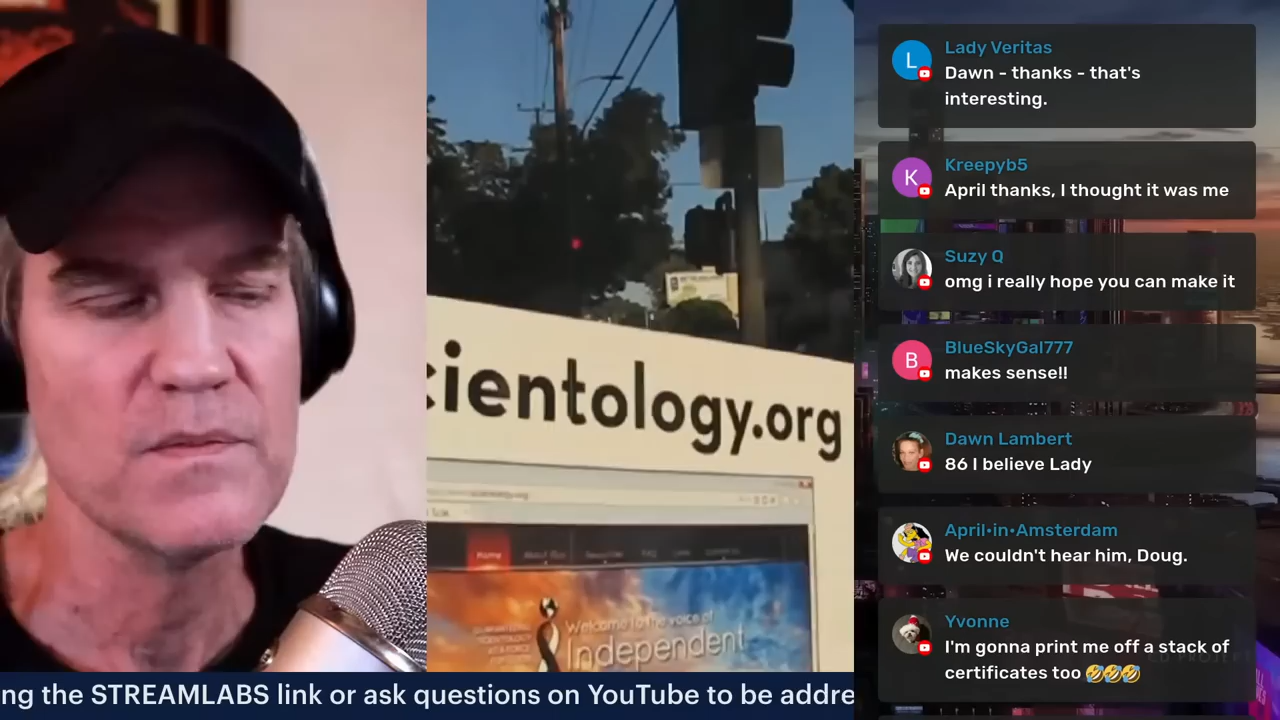 cientology.org
Home
Welcome to the voice of
Independent
ng the STREAMLABS link or ask questions on YouTube to be addre
L
Lady Veritas
Dawn - thanks - that's
interesting.
K
Kreepyb5
April thanks, I thought it was me
Suzy Q
omg i really hope you can make it
B
BlueSkyGal777
makes sense!!
Dawn Lambert
86 I believe Lady
April•in•Amsterdam
We couldn't hear him, Doug.
Yvonne
I'm gonna print me off a stack of
certificates too 🤣🤣🤣